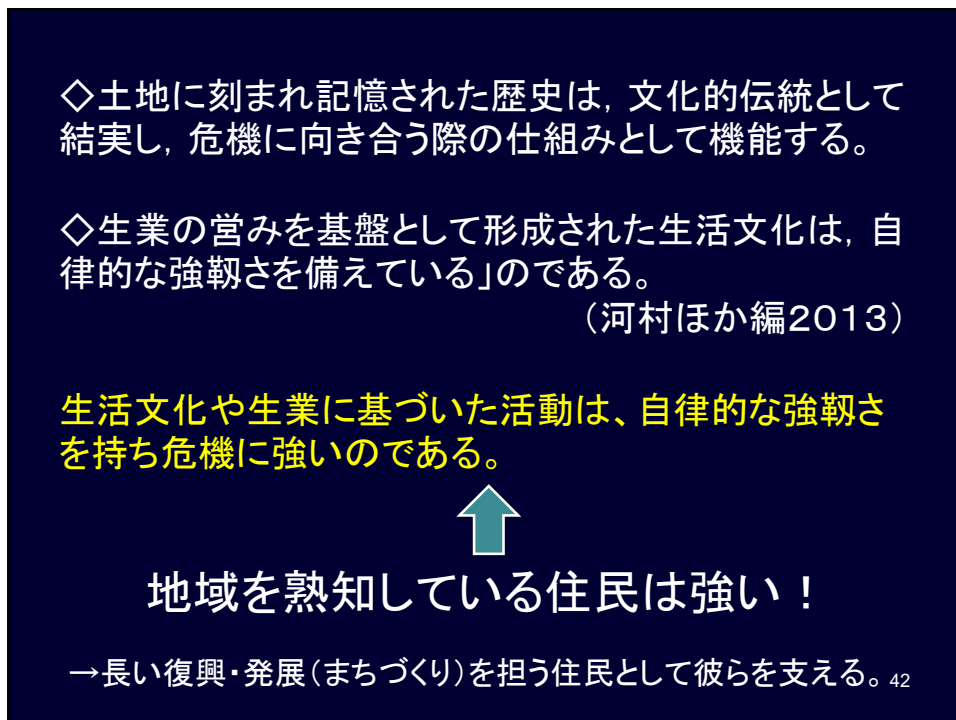 ◇土地に刻まれ記憶された歴史は，文化的伝統として
結実し，危機に向き合う際の仕組みとして機能する。
◇生業の営みを基盤として形成された生活文化は，自
律的な強靱さを備えている」のである。
（河村ほか編２０１３）
生活文化や生業に基づいた活動は、自律的な強靱さ
を持ち危機に強いのである。
地域を熟知している住民は強い！
→長い復興・発展（まちづくり）を担う住民として彼らを支える。
42